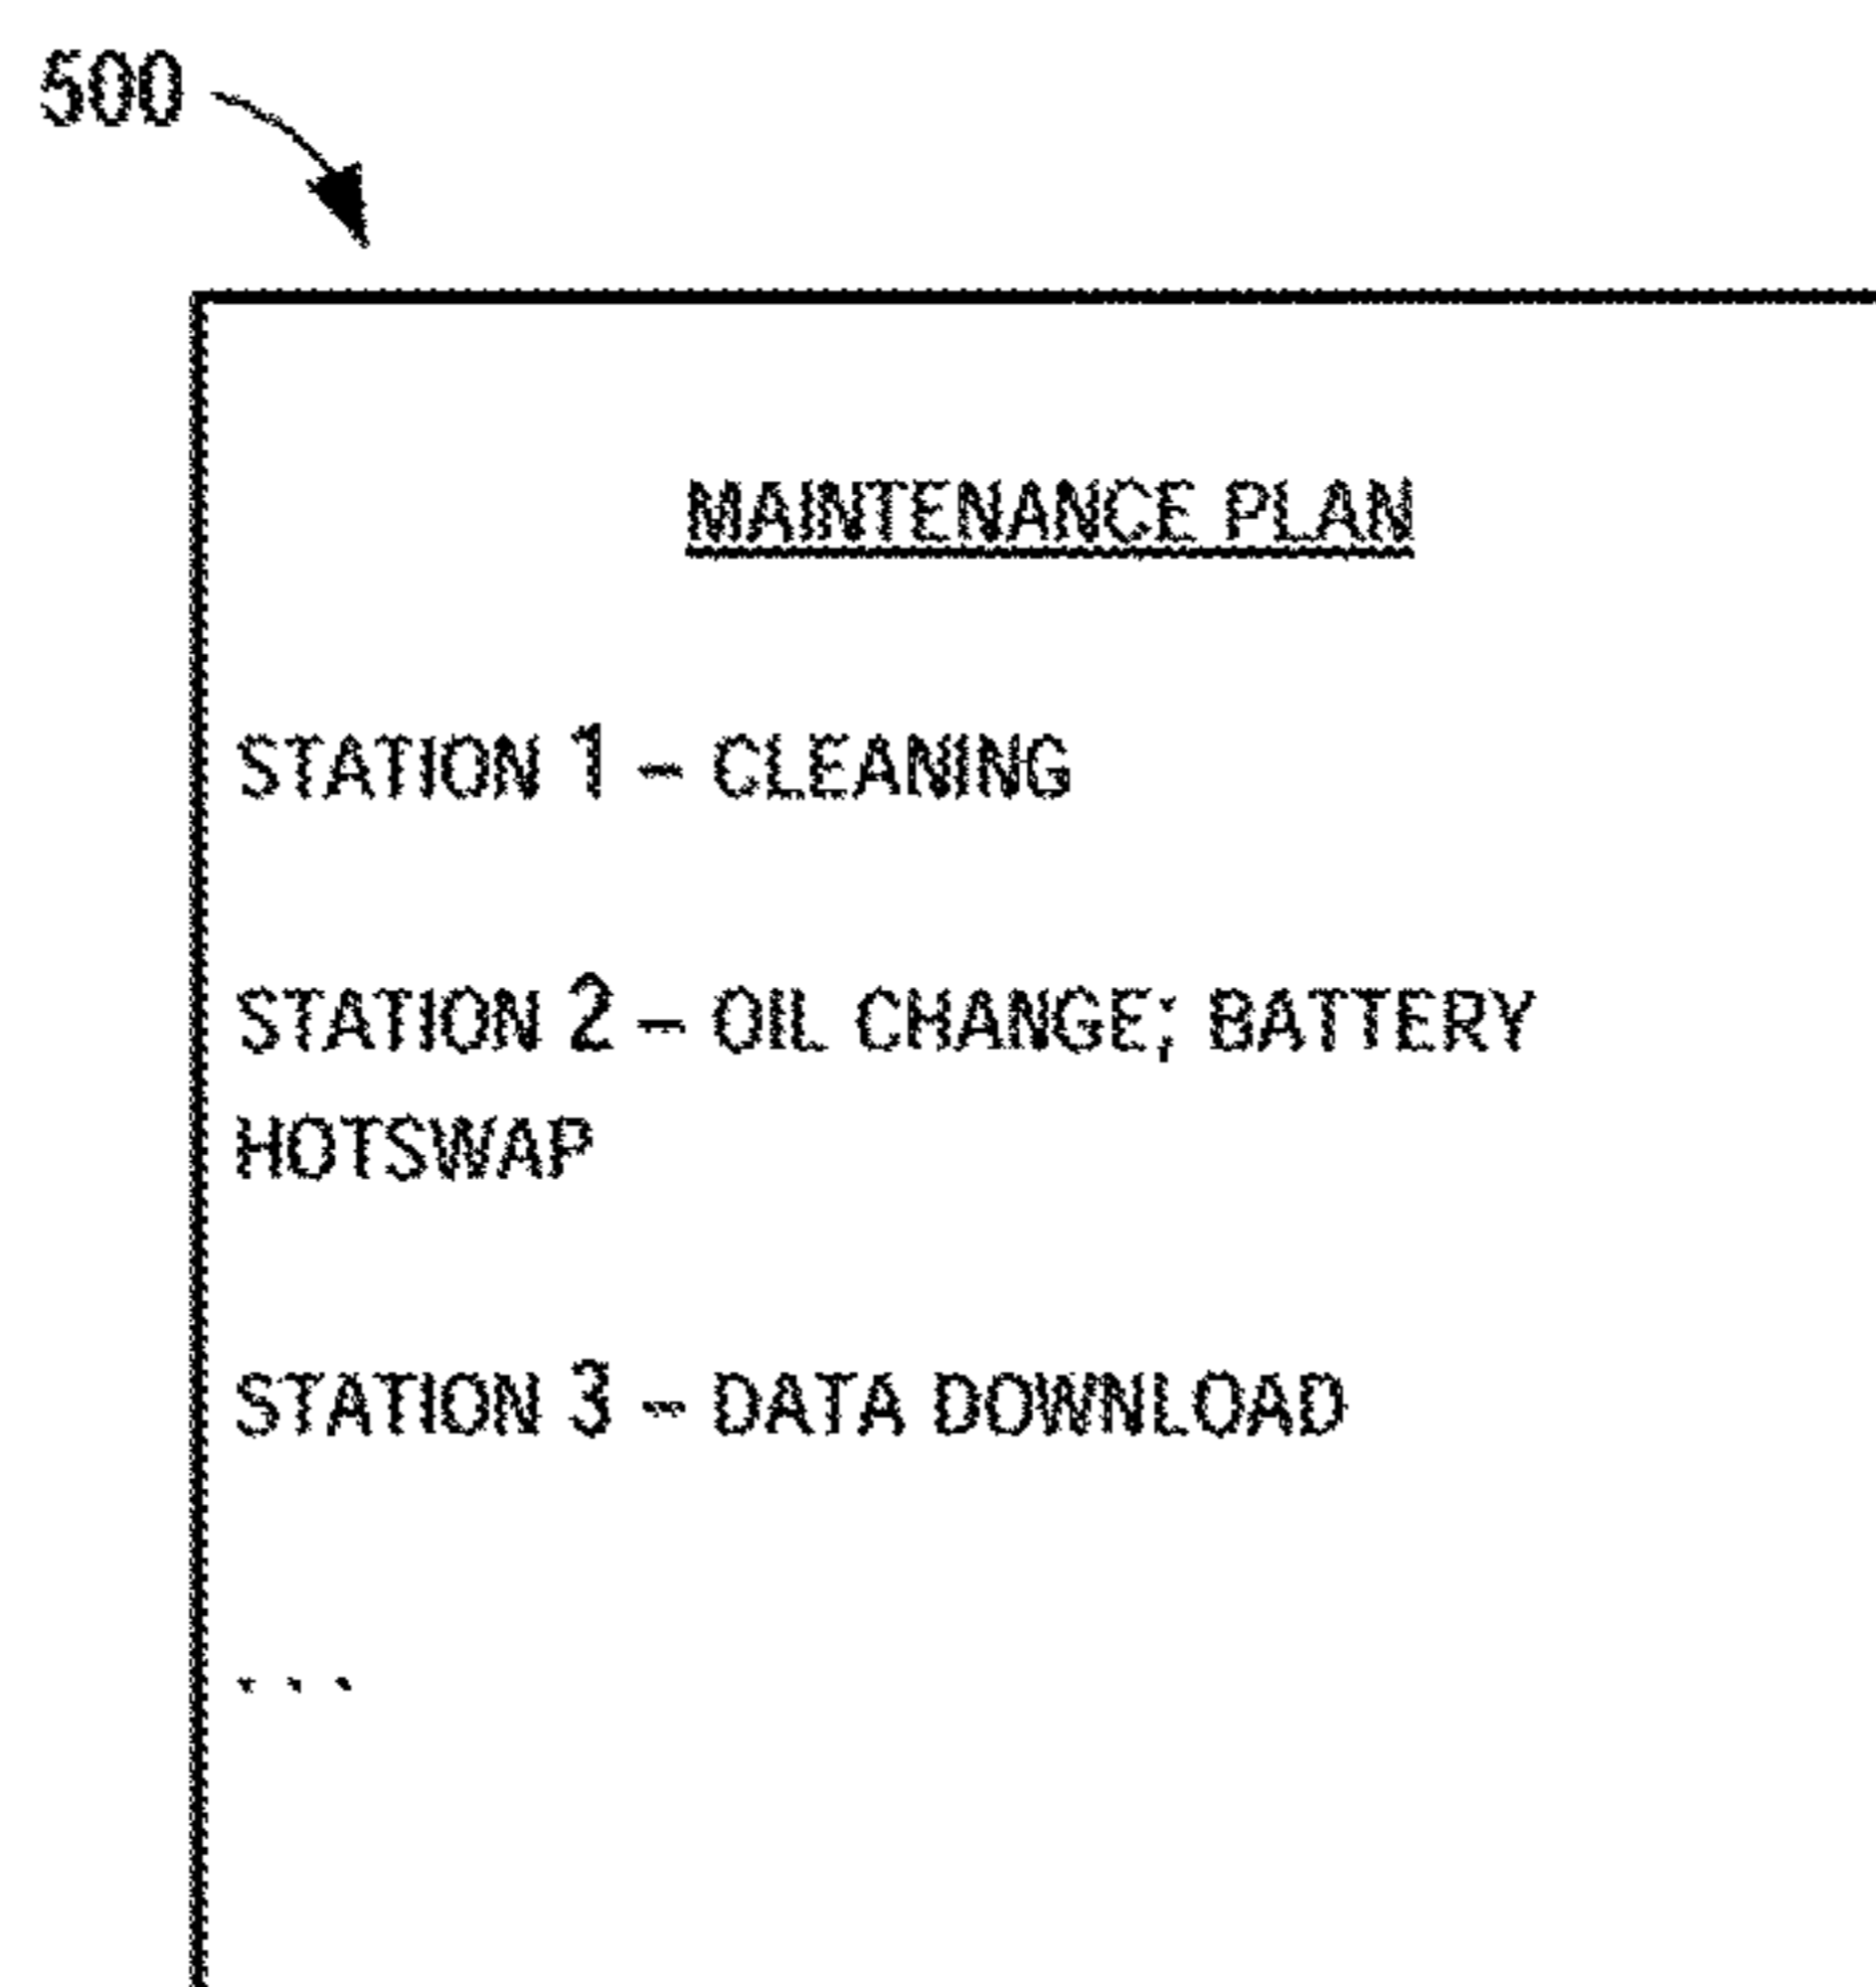 500
MAINTENANCE PLAN
STATION 1 – CLEANING
STATION 2 – OIL CHANGE; BATTERY
HOTSWAP
STATION 3 – DATA DOWNLOAD
...